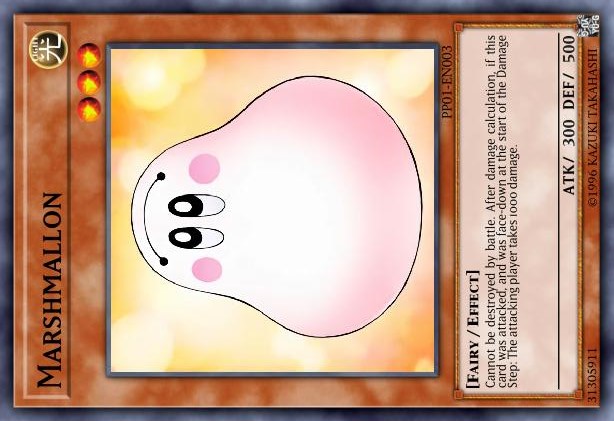 MARSHMALLON
光
PP01-EN003
[FAIRY / EFFECT]
Cannot be destroyed by battle. After damage calculation, if this
card was attacked, and was face-down at the start of the Damage
Step: The attacking player takes 1000 damage.
ATK/ 300 DEF/ 500
31305911
©1996 KAZUKI TAKAHASHI